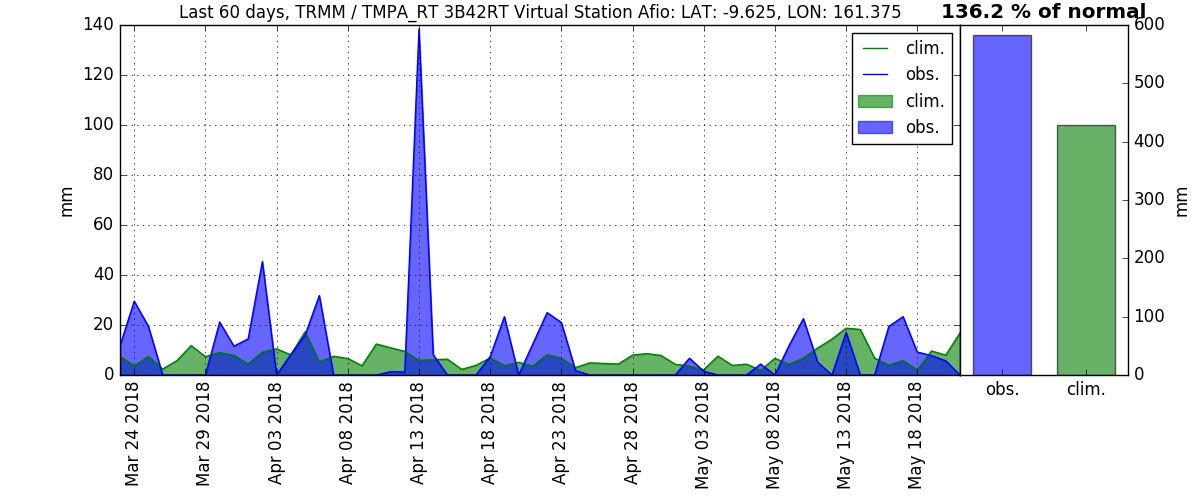 Last 60 days, TRMM / TMPA_RT 3B42RT Virtual Station Afio: LAT: -9.625, LON: 161.375
136.2 % of normal
140
120
100
80
60
40
20
0
mm
clim.
obs.
clim.
obs.
600
500
400
300
200
100
0
mm
Mar 24 2018
Mar 29 2018
Apr 03 2018
Apr 08 2018
Apr 13 2018
Apr 18 2018
Apr 23 2018
Apr 28 2018
May 03 2018
May 08 2018
May 13 2018
May 18 2018
obs.
clim.